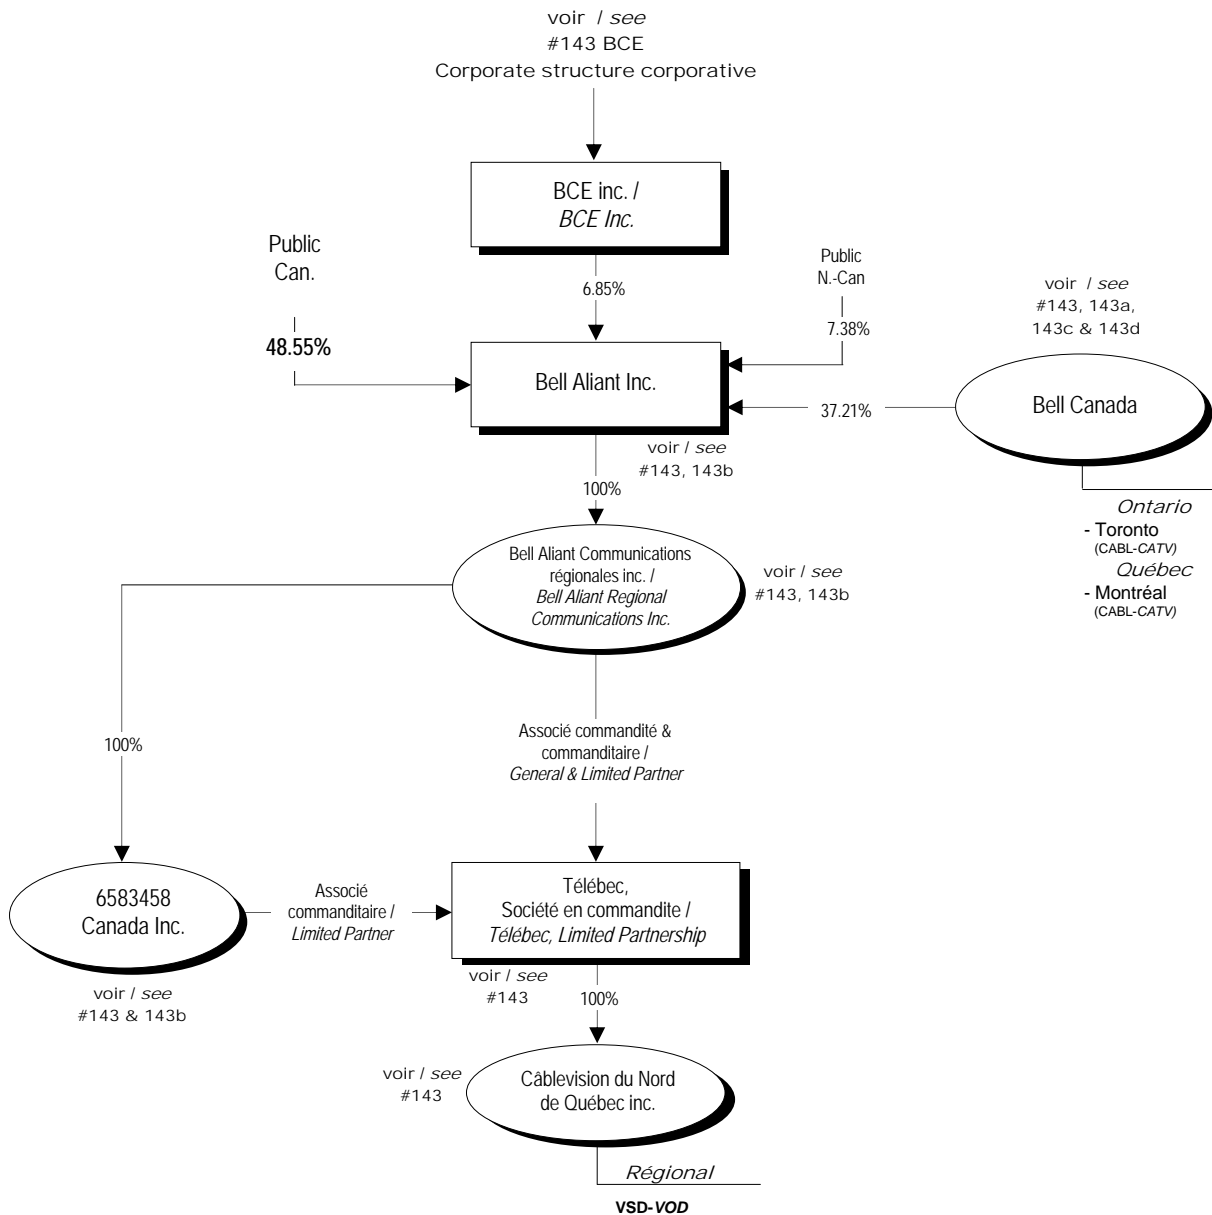 voir / see
#143 BCE
Corporate structure corporative
BCE inc. /
BCE Inc.
Public
Can.
48.55%
6.85%
Public
N.-Can
7.38%
voir / see
#143, 143a,
143c & 143d
Bell Aliant Inc.
37.21%
Bell Canada
voir / see
#143, 143b
100%
Ontario
- Toronto
(CABL-CATV)
Québec
- Montréal
(CABL-CATV)
Bell Aliant Communications
régionales inc. /
Bell Aliant Regional
Communications Inc.
voir / see
#143, 143b
100%
Associé commandité &
commanditaire /
General & Limited Partner
6583458
Canada Inc.
voir / see
#143 & 143b
Associé
commanditaire /
Limited Partner
Télébec,
Société en commandite /
Télébec, Limited Partnership
voir / see
#143
100%
voir / see
#143
Câblevision du Nord
de Québec inc.
Régional
VSD-VOD